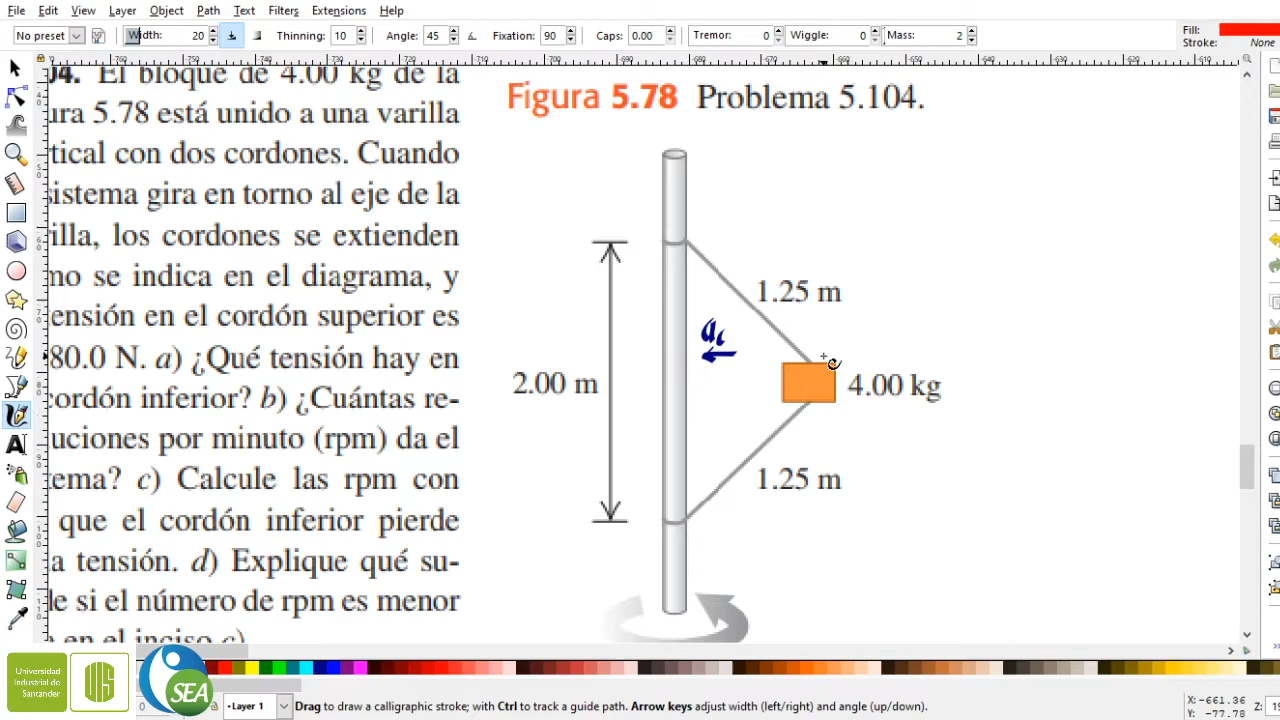 File Edit View Layer Object Path Text Filters Extensions Help
No preset Width: 20 Thinning: 10 Angle: 45 Fixation: 90 Caps: 0.00 Tremor: 0 Wiggle: 0 Mass: 2 Fill:
Stroke: None
04. El bloque de 4.00 kg de la
ura 5.78 está unido a una varilla
tical con dos cordones. Cuando
sistema gira en torno al eje de la
illa, los cordones se extienden
mo se indica en el diagrama, y
ensión en el cordón superior es
80.0 N. a) ¿Qué tensión hay en
cordón inferior? b) ¿Cuántas re-
uciones por minuto (rpm) da el
ema? c) Calcule las rpm con
que el cordón inferior pierde
a tensión. d) Explique qué su-
le si el número de rpm es menor
e en el inciso c).
Figura 5.78 Problema 5.104.
1.25 m
2.00 m
4.00 kg
1.25 m
Universidad
Industrial de
Santander
UIS
SEA
Layer 1
Drag to draw a calligraphic stroke; with Ctrl to track a guide path. Arrow keys adjust width (left/right) and angle (up/down).
X: -661.36
Y: -77.78
Z: